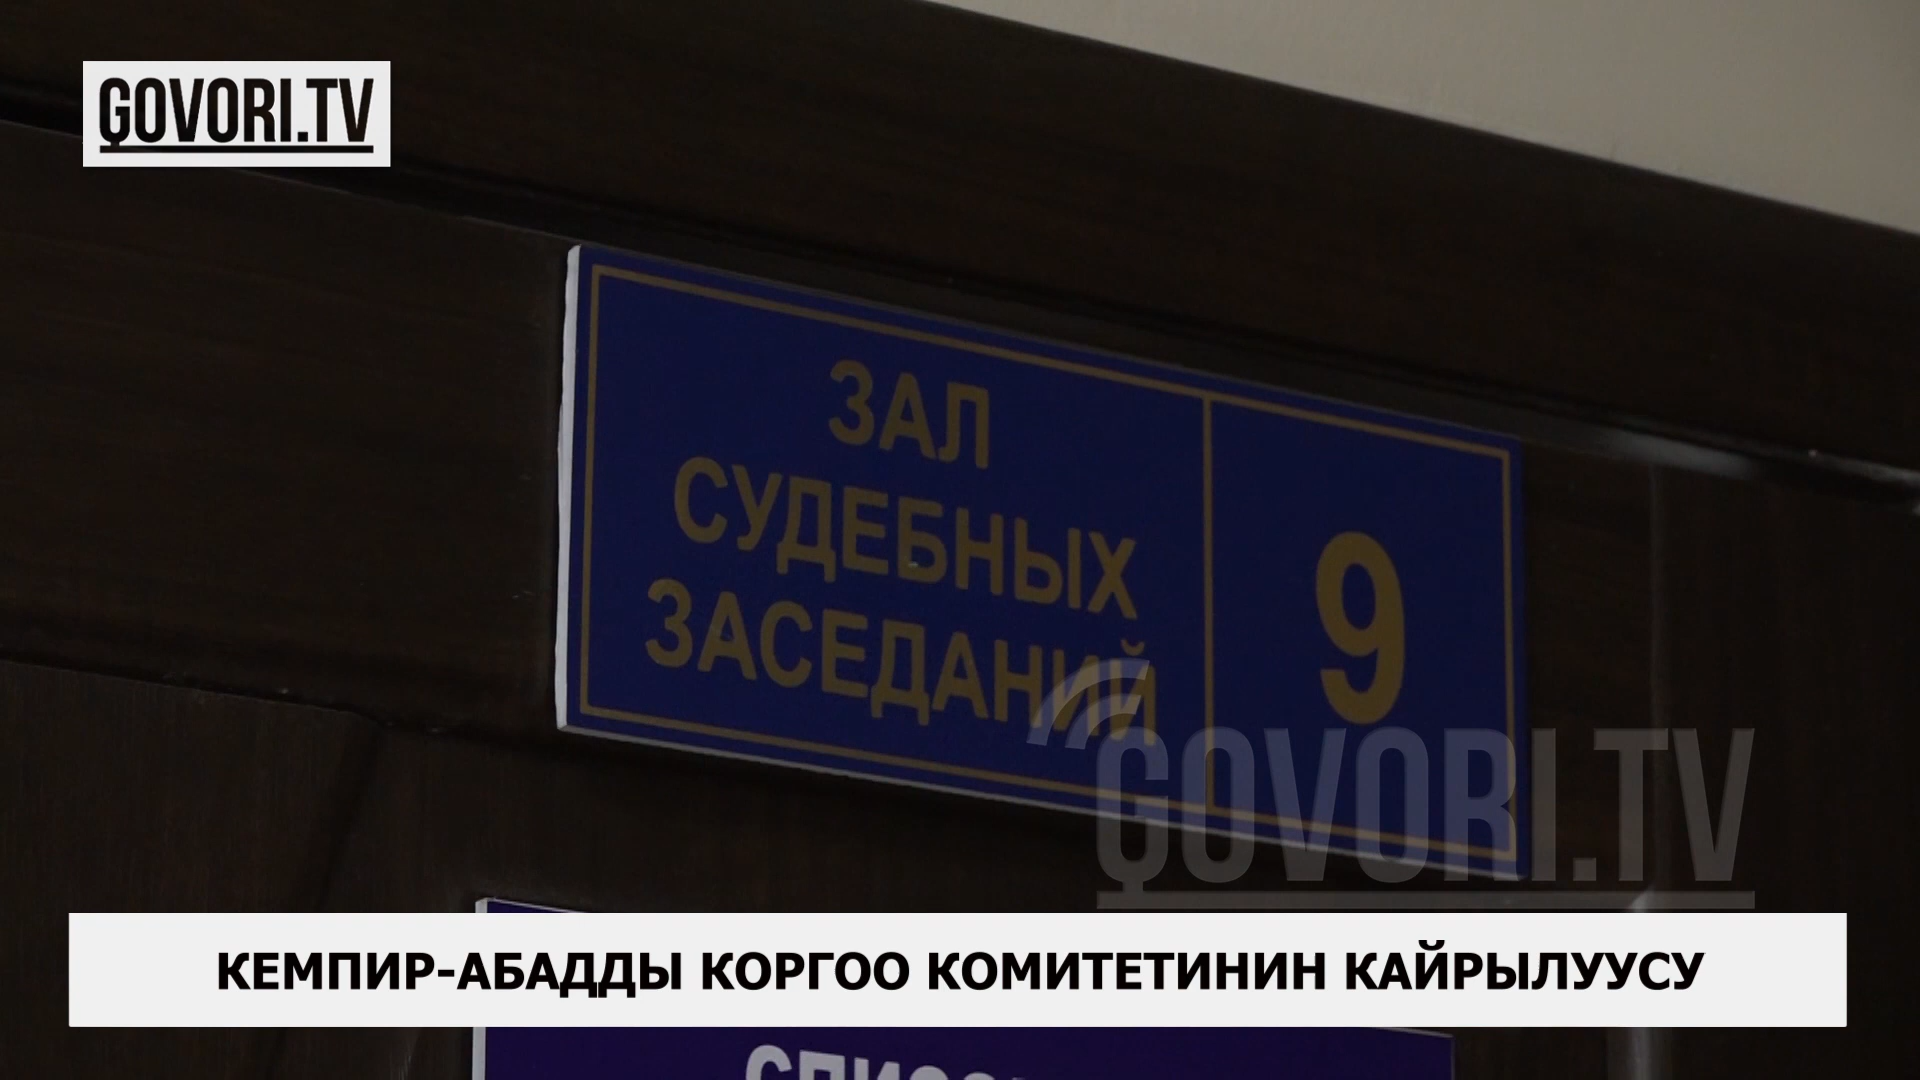 GOVORI.TV
ЗАЛ
СУДЕБНЫХ
ЗАСЕДАНИЙ
9
GOVORI.TV
КЕМПИР-АБАДДЫ КОРГОО КОМИТЕТИНИН КАЙРЫЛУУСУ